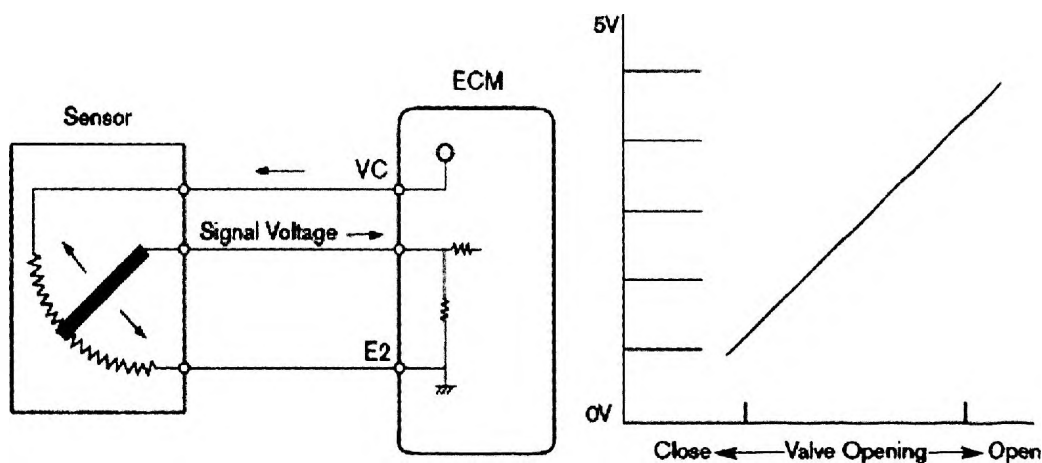 Sensor
ECM
VC
Signal Voltage
E2
5V
0V
Close
Valve Opening
Open